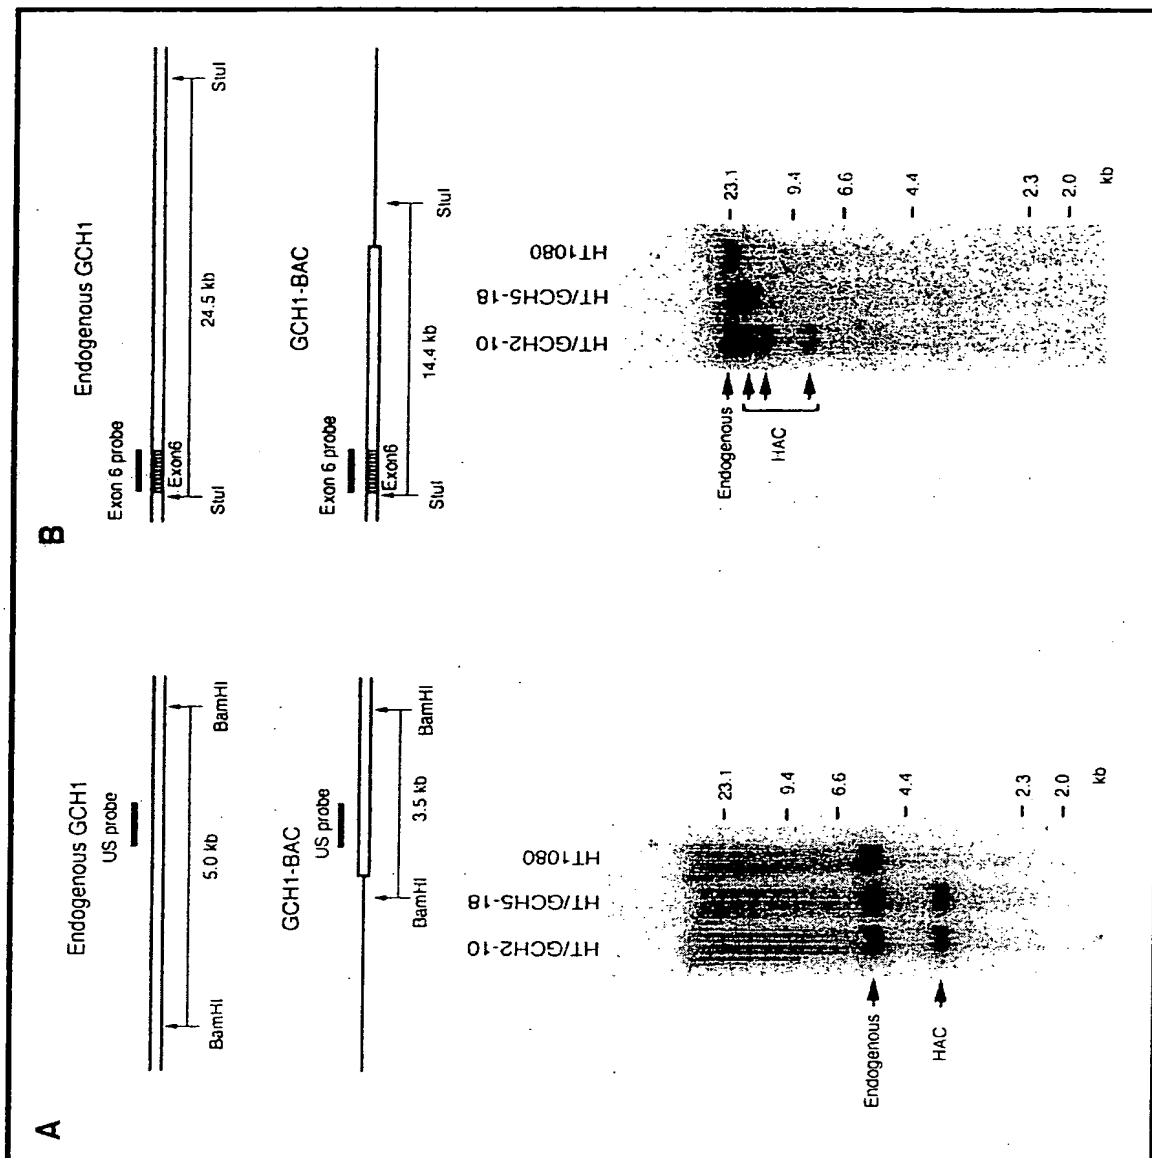 A
Endogenous GCH1
US probe
5.0 kb
BamHI
BamHI
GCH1-BAC
US probe
3.5 kb
BamHI
BamHI
HT/GCH2-10
HT/GCH5-18
HT1080
23.1
9.4
6.6
4.4
2.3
2.0
kb
Endogenous
HAC
B
Endogenous GCH1
Exon 6 probe
Exon6
24.5 kb
StuI
StuI
GCH1-BAC
Exon 6 probe
Exon6
14.4 kb
StuI
StuI
HT/GCH2-10
HT/GCH5-18
HT1080
23.1
9.4
6.6
4.4
2.3
2.0
kb
Endogenous
HAC